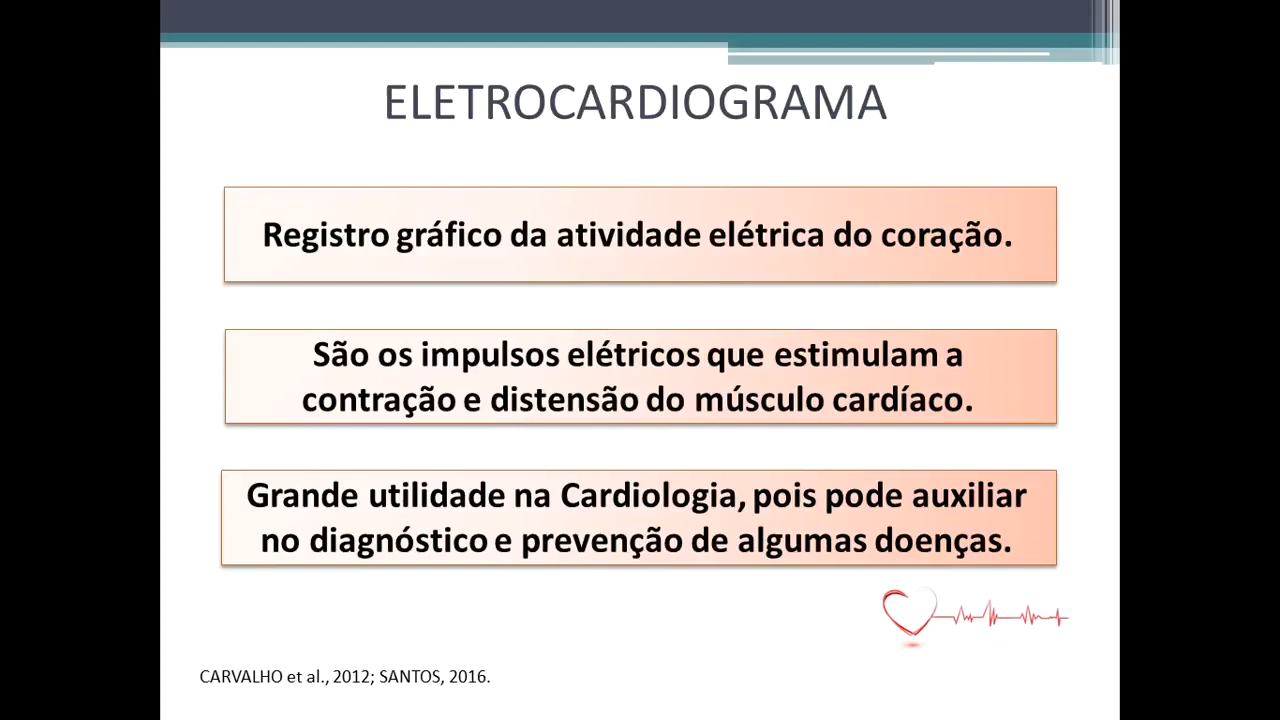 ELETROCARDIOGRAMA
Registro gráfico da atividade elétrica do coração.
São os impulsos elétricos que estimulam a
contração e distensão do músculo cardíaco.
Grande utilidade na Cardiologia, pois pode auxiliar
no diagnóstico e prevenção de algumas doenças.
CARVALHO et al., 2012; SANTOS, 2016.